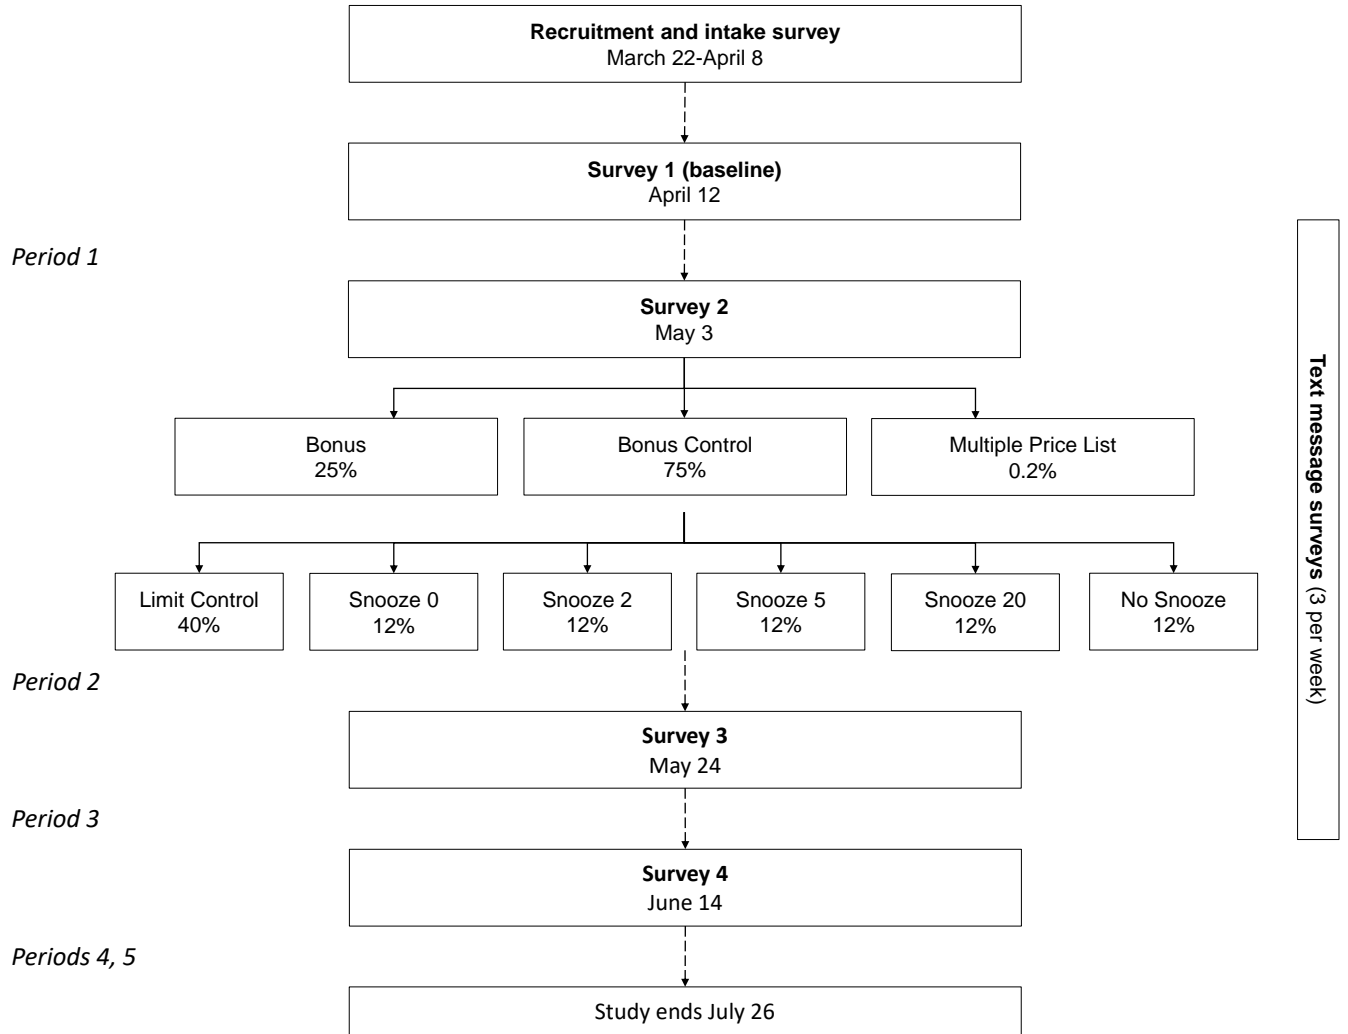 Recruitment and intake survey
March 22-April 8
Survey 1 (baseline)
April 12
Period 1
Survey 2
May 3
Bonus
25%
Bonus Control
75%
Multiple Price List
0.2%
Limit Control
40%
Snooze 0
12%
Snooze 2
12%
Snooze 5
12%
Snooze 20
12%
No Snooze
12%
Period 2
Survey 3
May 24
Period 3
Survey 4
June 14
Periods 4, 5
Study ends July 26
Text message surveys (3 per week)